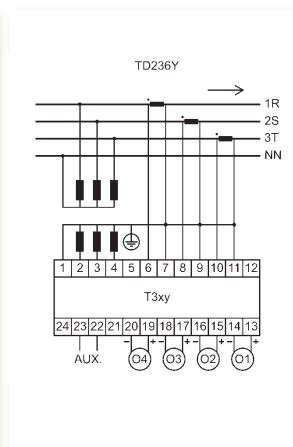 TD236Y
1R
2S
3T
NN
1 2 3 4 5 6 7 8 9 10 11 12
T3xy
24 23 22 21 20 19 18 17 16 15 14 13
AUX. - O4 + - O3 + - O2 + - O1 +